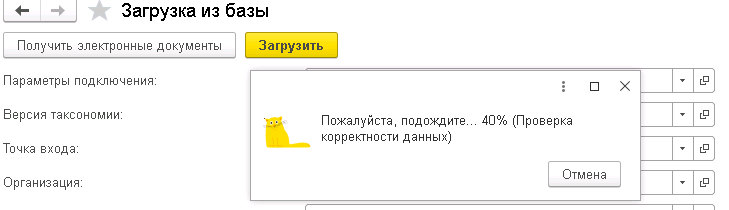 Загрузка из базы
Получить электронные документы
Загрузить
Параметры подключения:
Версия таксономии:
Точка входа:
Организация:
Пожалуйста, подождите... 40% (Проверка
корректности данных)
Отмена